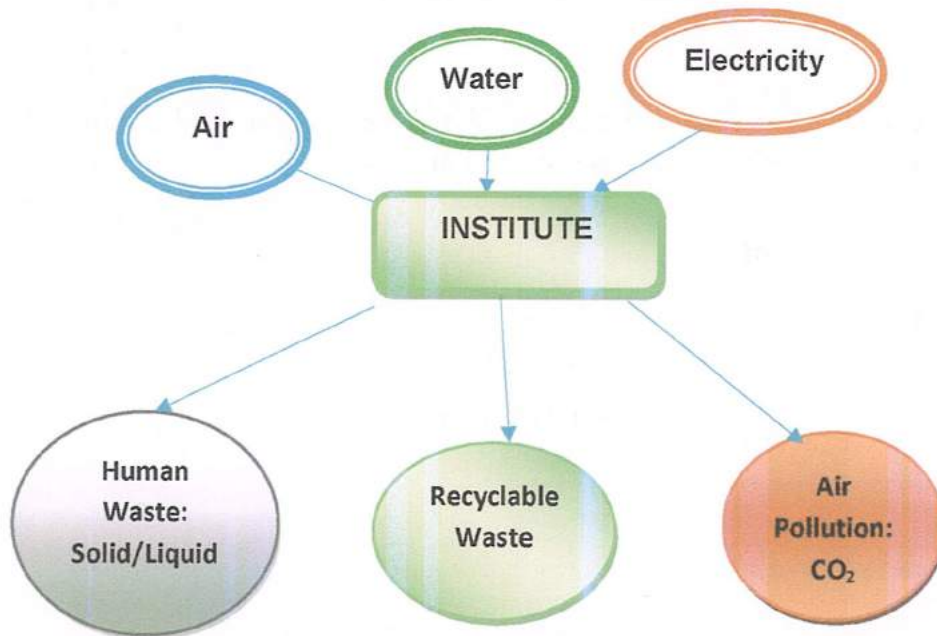 Air
Water
Electricity
INSTITUTE
Human
Waste:
Solid/Liquid
Recyclable
Waste
Air
Pollution:
CO₂